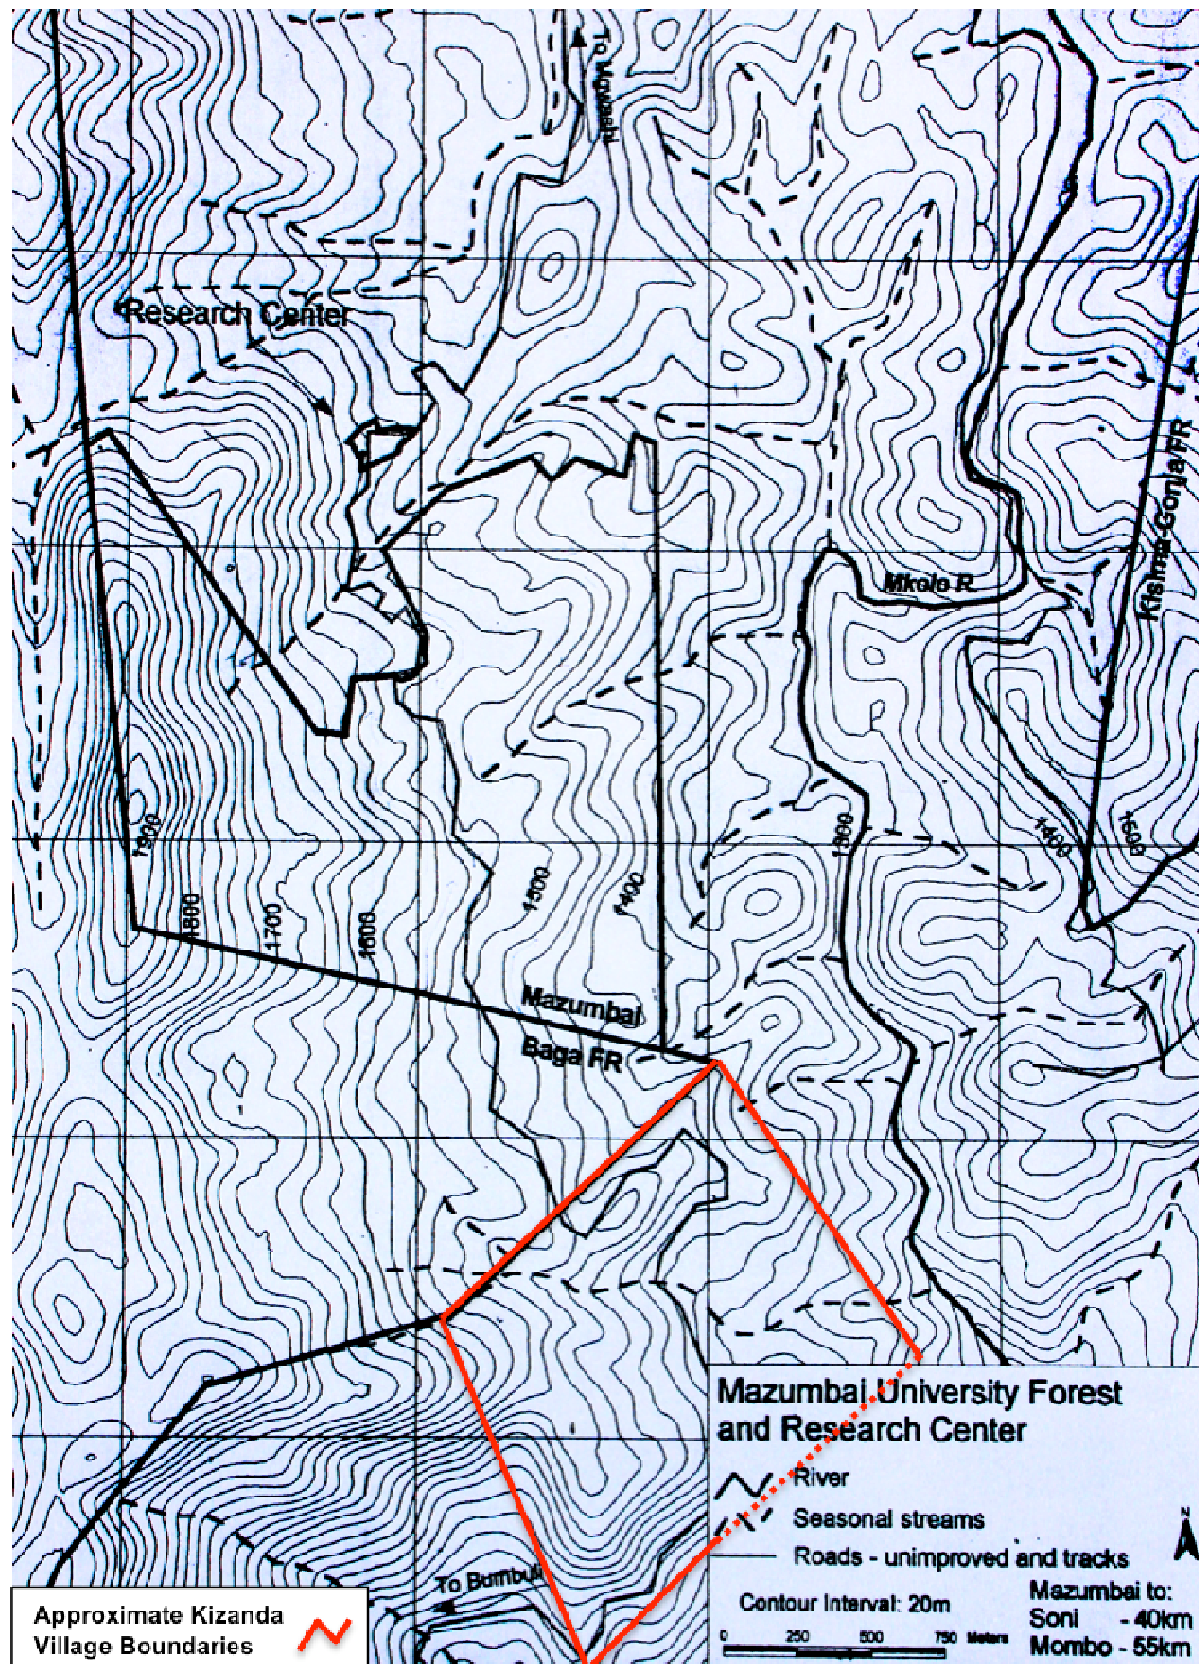 To Mgwashi
Research Center
Kisima-Gonja FR
Mkolo R
1900
1800
1700
1600
1500
1400
1300
1400
1500
Mazumbai
Baga FR
To Bumbuli
Mazumbai University Forest
and Research Center
River
Seasonal streams
Roads - unimproved and tracks
Contour Interval: 20m
0 250 500 750 Meters
N
Mazumbai to:
Soni - 40km
Mombo - 55km
Approximate Kizanda
Village Boundaries